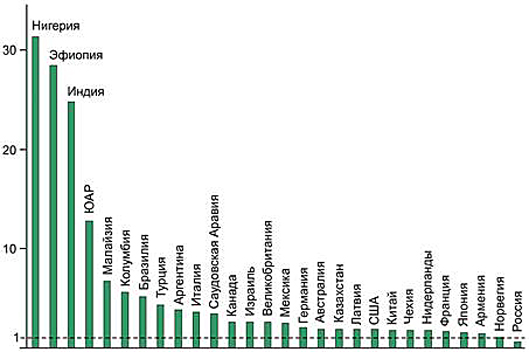 30
20
10
1
Нигерия
Эфиопия
Индия
ЮАР
Малайзия
Колумбия
Бразилия
Турция
Аргентина
Италия
Саудовская Аравия
Канада
Израиль
Великобритания
Мексика
Германия
Австралия
Казахстан
Латвия
США
Китай
Чехия
Нидерланды
Франция
Япония
Армения
Норвегия
Россия